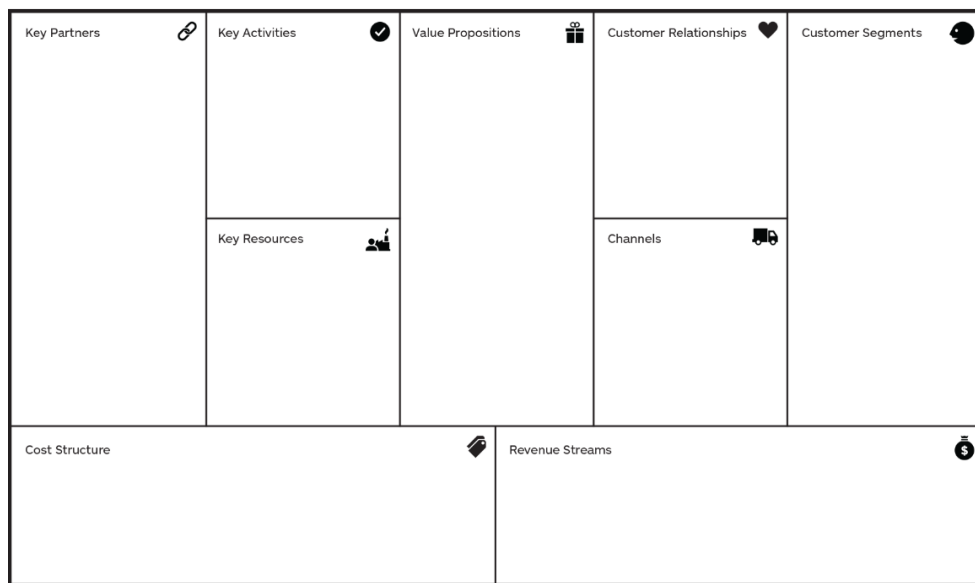 Key Partners
Key Activities
Value Propositions
Customer Relationships
Customer Segments
Key Resources
Channels
Cost Structure
Revenue Streams
$